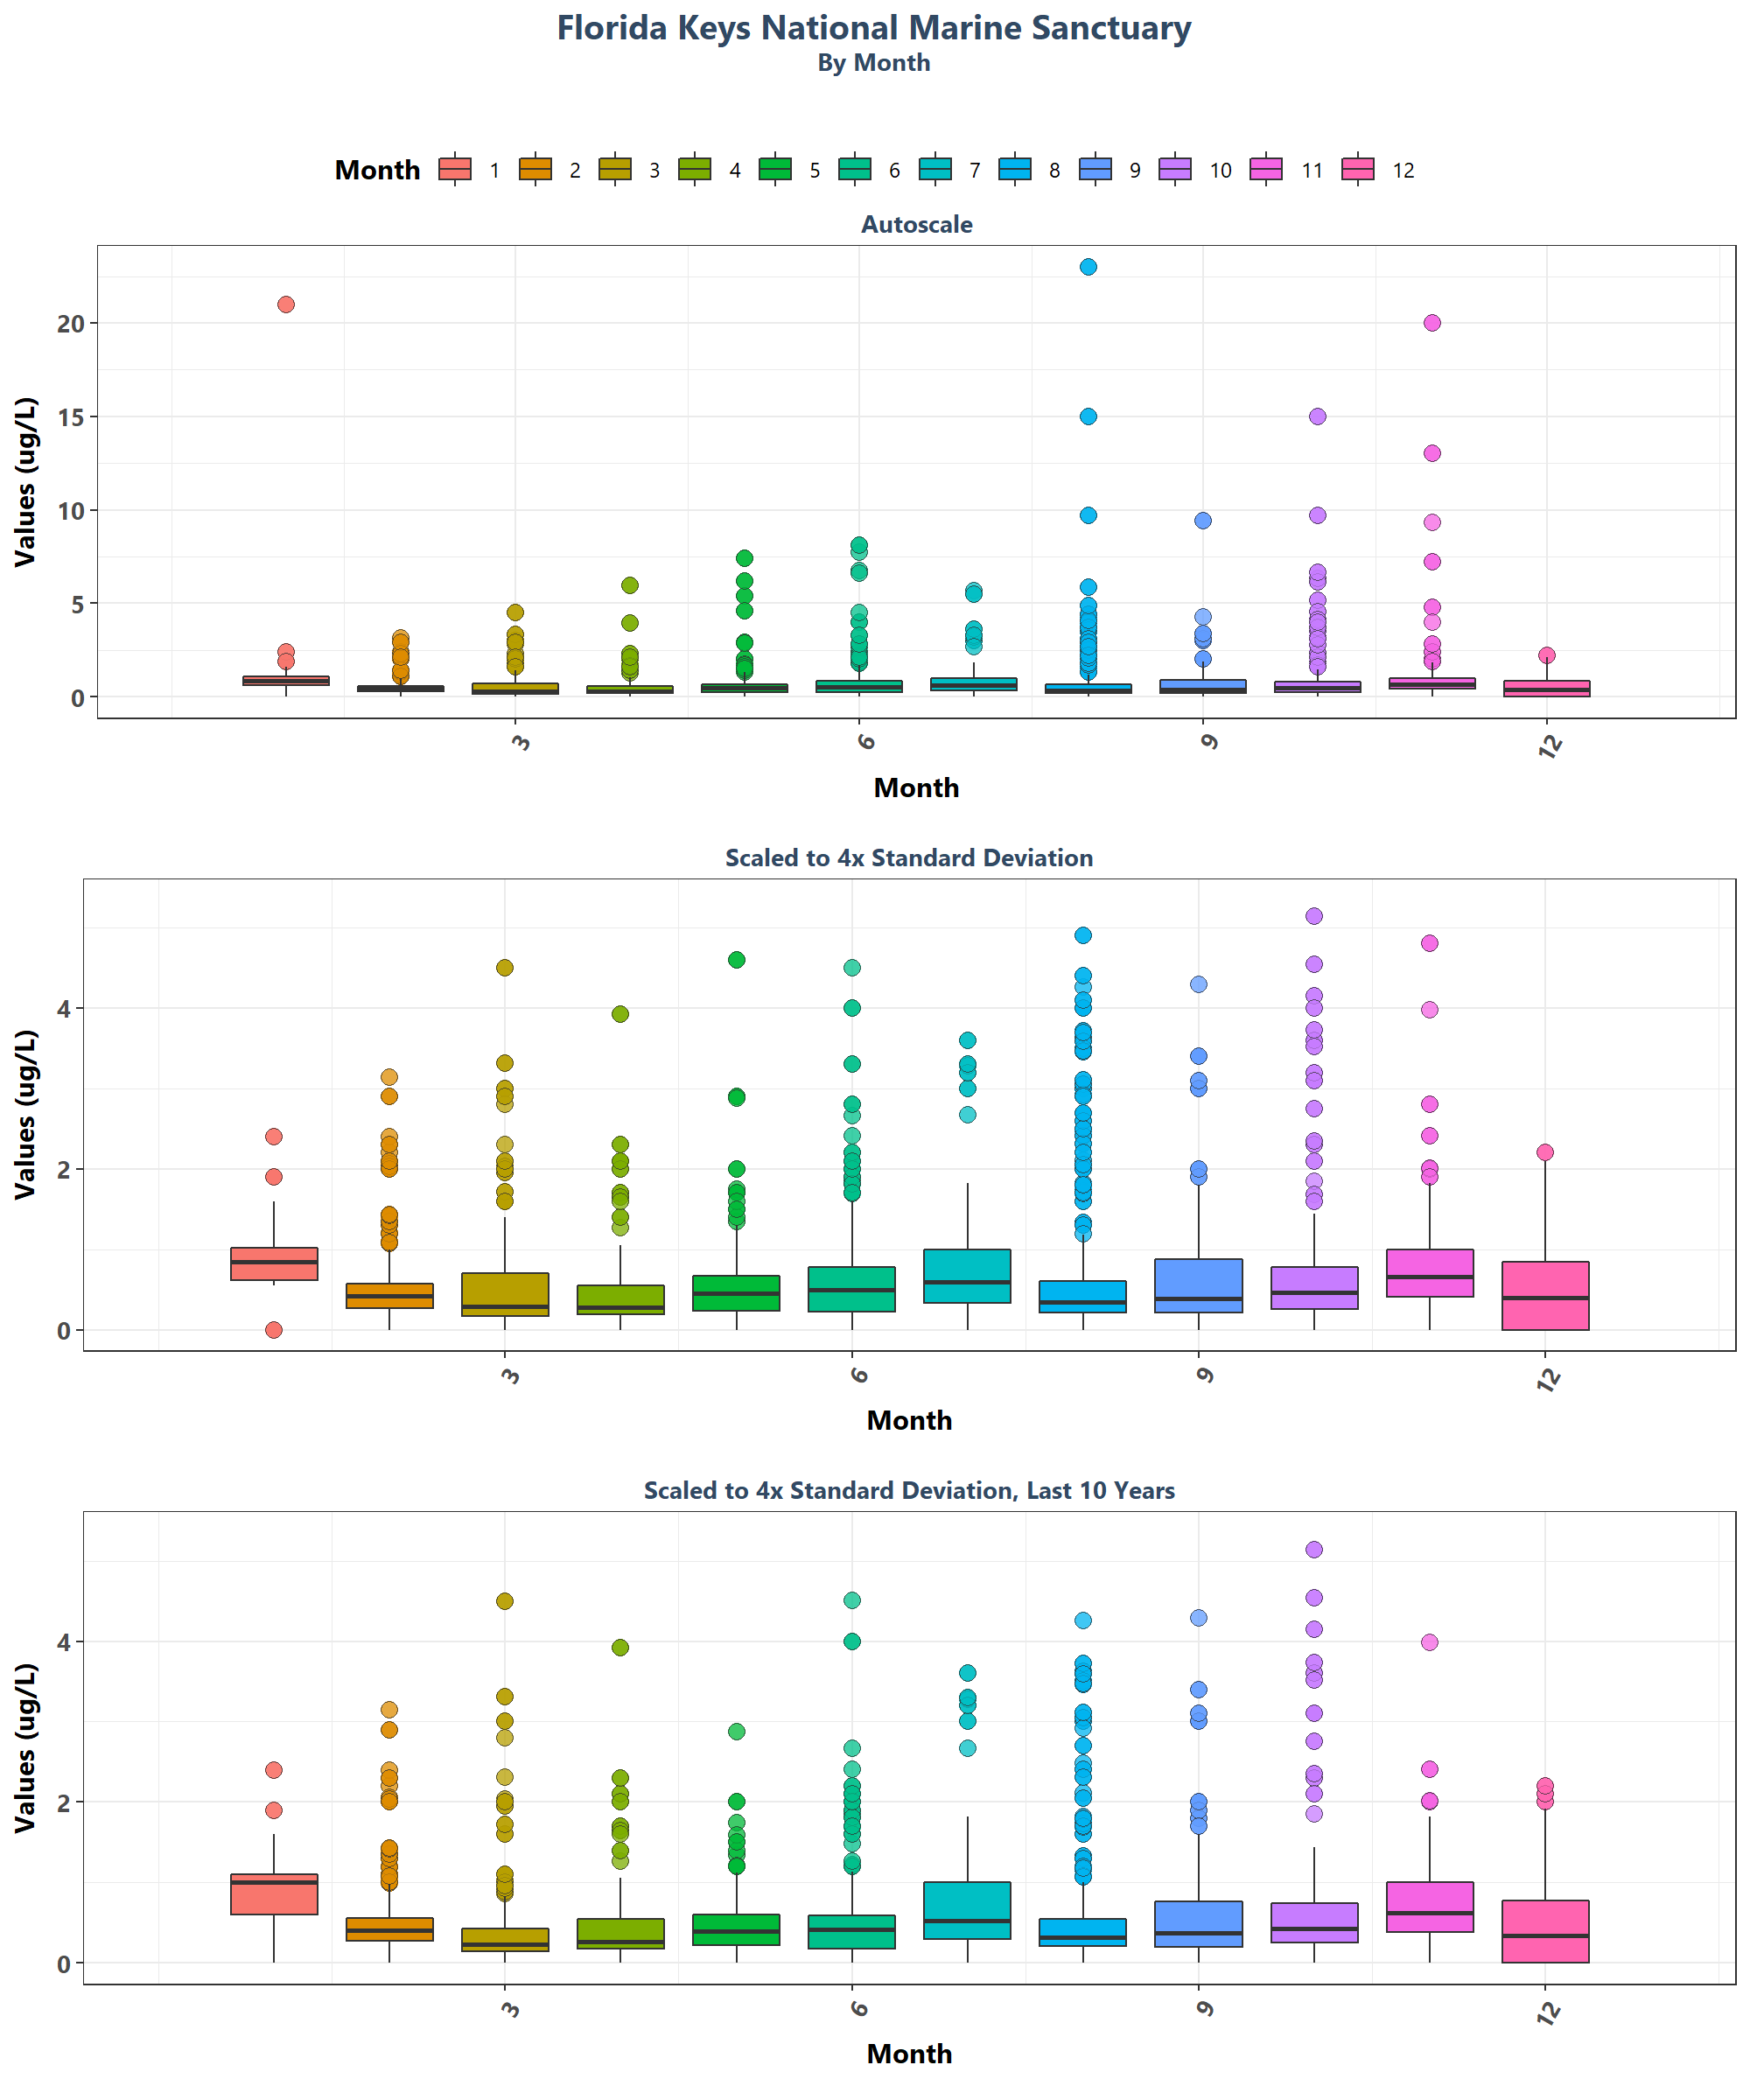 Florida Keys National Marine Sanctuary
By Month
Month 1 2 3 4 5 6 7 8 9 10 11 12
Autoscale
Values (ug/L)
20
15
10
5
0
3 6 9 12
Month
Scaled to 4x Standard Deviation
Values (ug/L)
4
2
0
3 6 9 12
Month
Scaled to 4x Standard Deviation, Last 10 Years
Values (ug/L)
4
2
0
3 6 9 12
Month